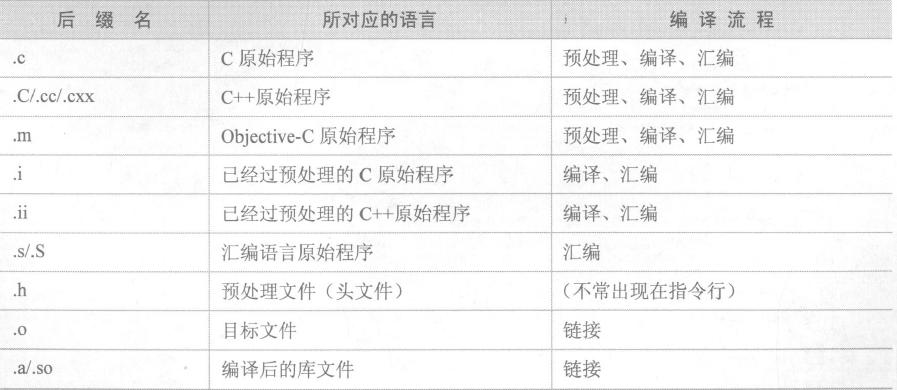 后 缀 名 所对应的语言 编 译 流 程
.c C 原始程序 预处理、编译、汇编
.C/.cc/.cxx C++原始程序 预处理、编译、汇编
.m Objective-C 原始程序 预处理、编译、汇编
.i 已经过预处理的 C 原始程序 编译、汇编
.ii 已经过预处理的 C++原始程序 编译、汇编
.s/.S 汇编语言原始程序 汇编
.h 预处理文件（头文件） （不常出现在指令行）
.o 目标文件 链接
.a/.so 编译后的库文件 链接